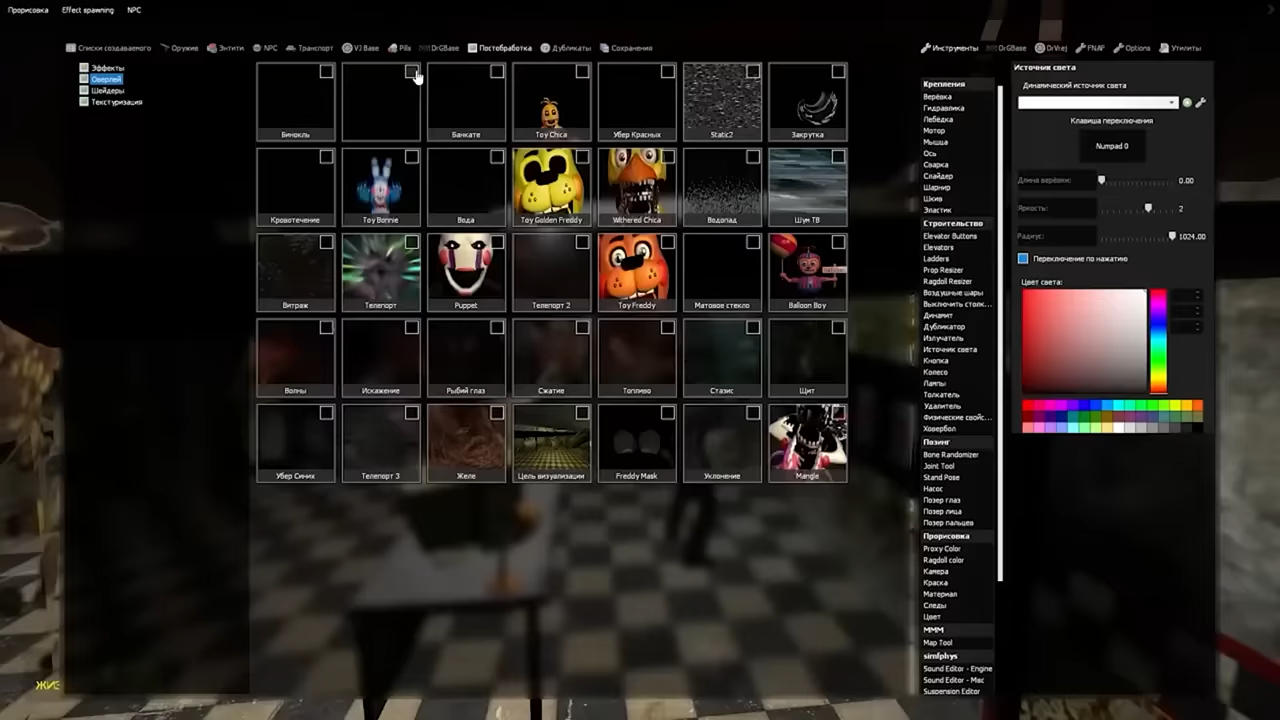 Прорисовка Effect spawning NPC
Списки создаваемого Оружие Энтити NPC Транспорт VJ Base Pills DrGBase Постобработка Дубликаты Сохранения
Инструменты DrGBase DrVrej FNAF Options Утилиты
Эффекты
Оверлей
Шейдеры
Текстуризация
Бинокль Банкате Toy Chica Убер Красных Static2 Закрутка
Кровотечение Toy Bonnie Вода Toy Golden Freddy Withered Chica Водопад Шум ТВ
Витраж Телепорт Puppet Телепорт 2 Toy Freddy Матовое стекло Balloon Boy
Волны Искажение Рыбий глаз Сжатие Топливо Стазис Щит
Убер Синих Телепорт 3 Желе Цель визуализации Freddy Mask Уклонение Mangle
Крепления
Верёвка
Гидравлика
Лебёдка
Мотор
Мышца
Ось
Сварка
Слайдер
Шарнир
Шкив
Эластик
Строительство
Elevator Buttons
Elevators
Ladders
Prop Resizer
Ragdoll Resizer
Воздушные шары
Выключить столк...
Динамит
Дубликатор
Излучатель
Источник света
Кнопка
Колесо
Лампы
Толкатель
Удалитель
Физические свойс...
Ховербол
Позинг
Bone Randomizer
Joint Tool
Stand Pose
Насос
Позер глаз
Позер лица
Позер пальцев
Прорисовка
Proxy Color
Ragdoll color
Камера
Краска
Материал
Следы
Цвет
МММ
Map Tool
simfphys
Sound Editor - Engine
Sound Editor - Misc
Suspension Editor
Источник света
Динамический источник света
Клавиша переключения
Numpad 0
Длина верёвки: 0.00
Яркость: 2
Радиус: 1024.00
Переключение по нажатию
Цвет света: